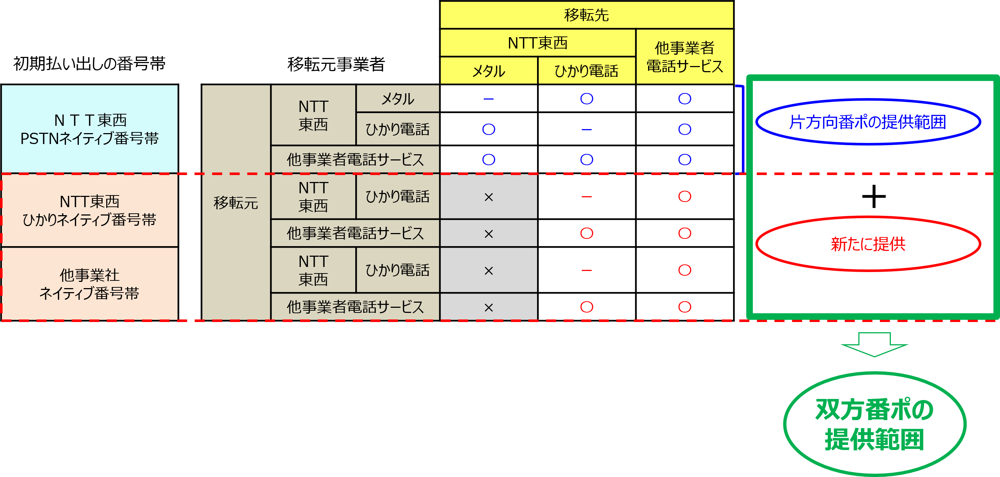 移転先
NTT東西
他事業者
電話サービス
メタル
ひかり電話
初期払い出しの番号帯
移転元事業者
ＮＴＴ東西
PSTNネイティブ番号帯
NTT東西
ひかりネイティブ番号帯
他事業社
ネイティブ番号帯
移転元
NTT
東西
メタル
－
〇
〇
ひかり電話
〇
－
〇
他事業者電話サービス
〇
〇
〇
NTT
東西
ひかり電話
×
－
〇
他事業者電話サービス
×
〇
〇
NTT
東西
ひかり電話
×
－
〇
他事業者電話サービス
×
〇
〇
片方向番ポの提供範囲
＋
新たに提供
双方番ポの
提供範囲